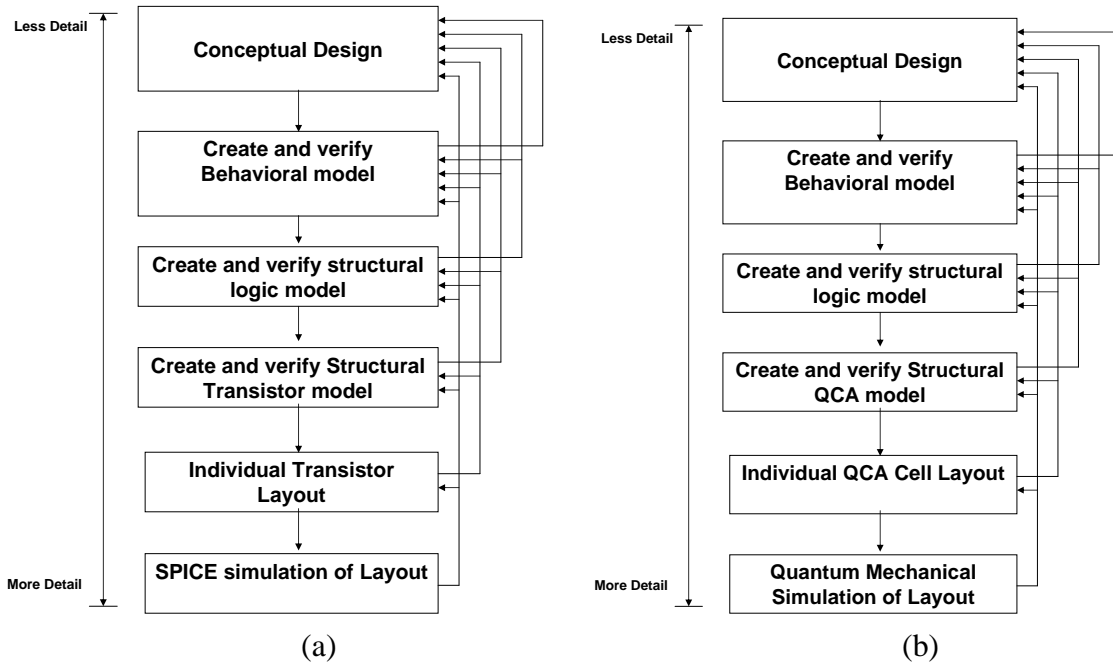 Less Detail
Conceptual Design
Create and verify
Behavioral model
Create and verify structural
logic model
Create and verify Structural
Transistor model
Individual Transistor
Layout
SPICE simulation of Layout
More Detail
(a)
Less Detail
Conceptual Design
Create and verify
Behavioral model
Create and verify structural
logic model
Create and verify Structural
QCA model
Individual QCA Cell Layout
Quantum Mechanical
Simulation of Layout
More Detail
(b)